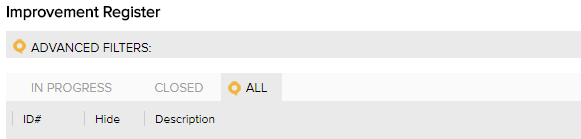 Improvement Register
ADVANCED FILTERS:
IN PROGRESS CLOSED ALL
ID# Hide Description